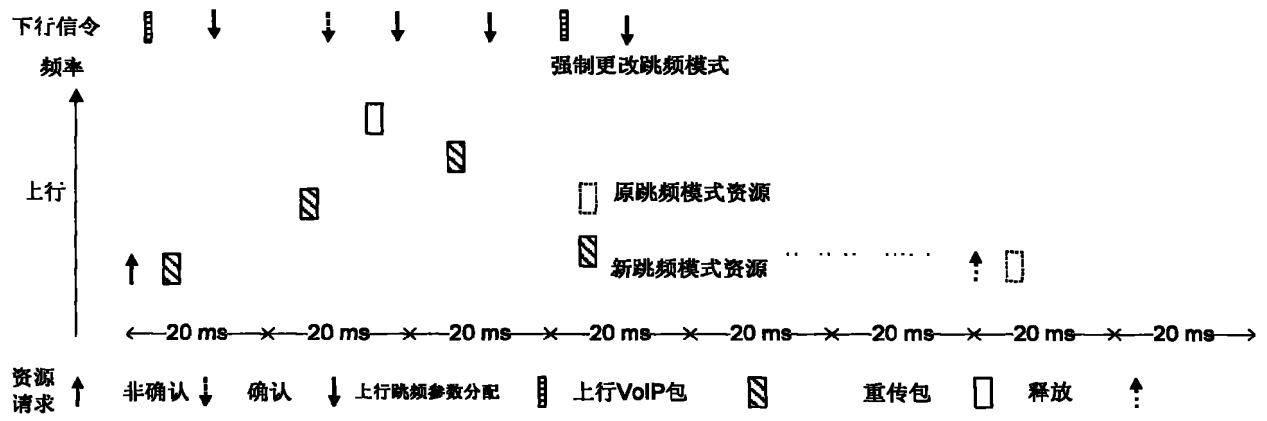 下行信令
频率
强制更改跳频模式
上行
原跳频模式资源
新跳频模式资源
20 ms 20 ms 20 ms 20 ms 20 ms 20 ms 20 ms 20 ms
资源请求 非确认 确认 上行跳频参数分配 上行VoIP包 重传包 释放